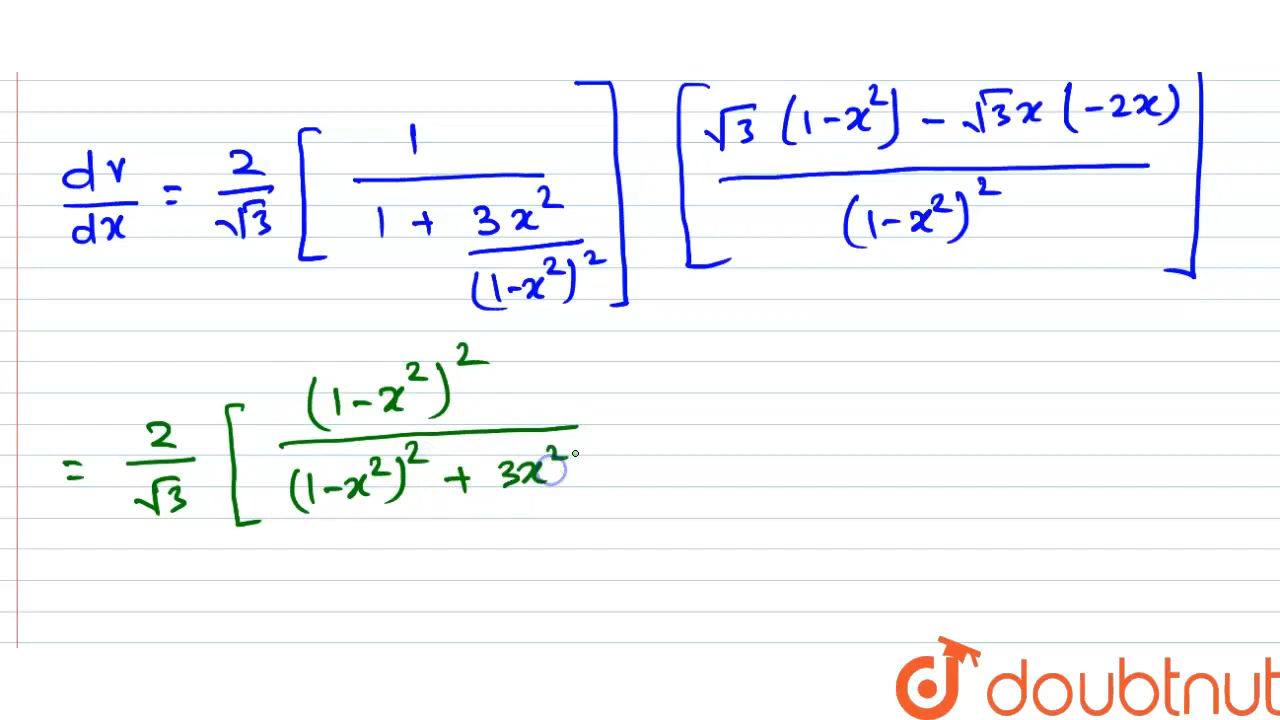 dv/dx = 2/√3 [ 1 / (1 + 3x²/(1-x²)²) ] [ (√3 (1-x²) - √3x (-2x)) / (1-x²)² ]
= 2/√3 [ (1-x²)² / ((1-x²)² + 3x²
doubtnut